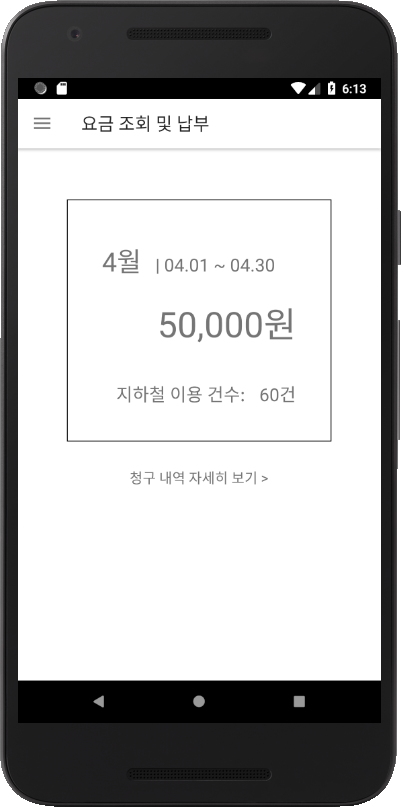 6:13
요금 조회 및 납부
4월 | 04.01 ~ 04.30
50,000원
지하철 이용 건수: 60건
청구 내역 자세히 보기 >